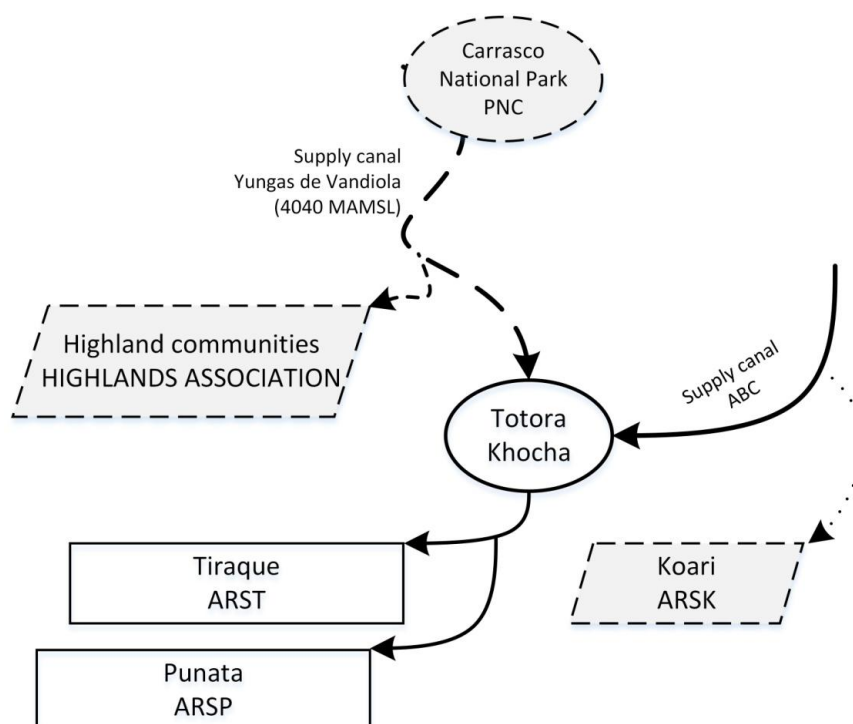 Carrasco
National Park
PNC
Supply canal
Yungas de Vandiola
(4040 MAMSL)
Highland communities
HIGHLANDS ASSOCIATION
Supply canal
ABC
Totora
Khocha
Tiraque
ARST
Koari
ARSK
Punata
ARSP